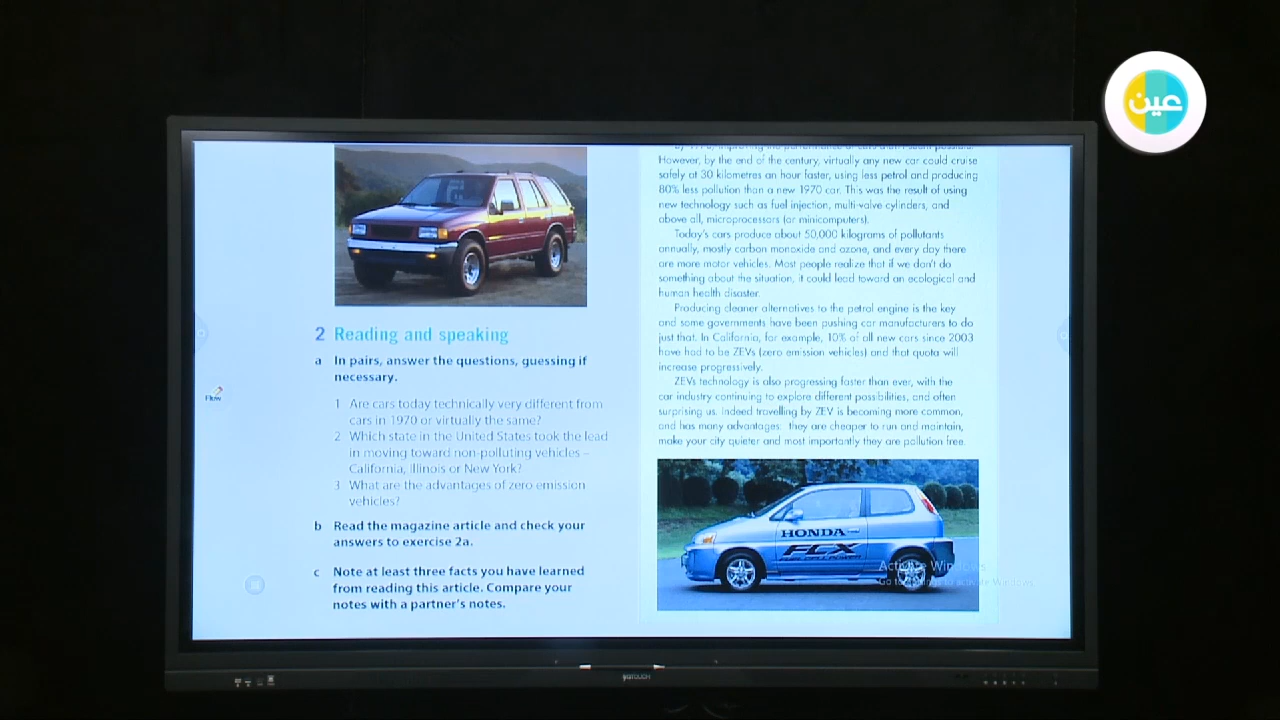 عين
2 Reading and speaking
a In pairs, answer the questions, guessing if
necessary.
1 Are cars today technically very different from
cars in 1970 or virtually the same?
2 Which state in the United States took the lead
in moving toward non-polluting vehicles –
California, Illinois or New York?
3 What are the advantages of zero emission
vehicles?
b Read the magazine article and check your
answers to exercise 2a.
c Note at least three facts you have learned
from reading this article. Compare your
notes with a partner's notes.
Flow
However, by the end of the century, virtually any new car could cruise
safely at 30 kilometres an hour faster, using less petrol and producing
80% less pollution than a new 1970 car. This was the result of using
new technology such as fuel injection, multi-valve cylinders, and
above all, microprocessors (or minicomputers).
Today's cars produce about 50,000 kilograms of pollutants
annually, mostly carbon monoxide and ozone, and every day there
are more motor vehicles. Most people realize that if we don't do
something about the situation, it could lead toward an ecological and
human health disaster.
Producing cleaner alternatives to the petrol engine is the key
and some governments have been pushing car manufacturers to do
just that. In California, for example, 10% of all new cars since 2003
have had to be ZEVs (zero emission vehicles) and that quota will
increase progressively.
ZEVs technology is also progressing faster than ever, with the
car industry continuing to explore different possibilities, and often
surprising us. Indeed travelling by ZEV is becoming more common,
and has many advantages: they are cheaper to run and maintain,
make your city quieter and most importantly they are pollution free.
HONDA
FCX
Activate Windows
Go to Settings to activate Windows.